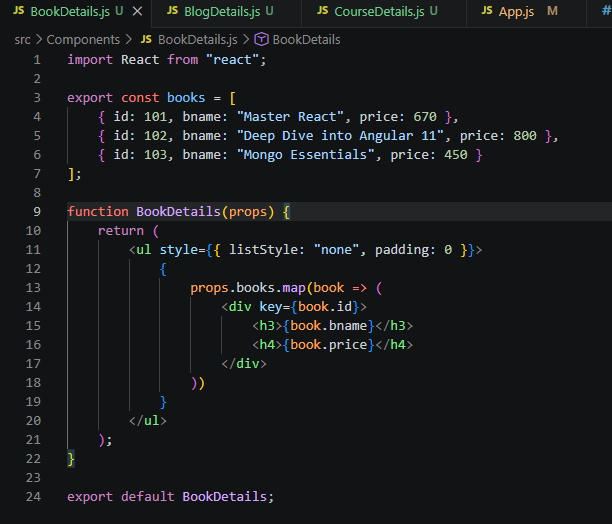 JS BookDetails.js U × JS BlogDetails.js U JS CourseDetails.js U JS App.js M #
src > Components > JS BookDetails.js > BookDetails
1 import React from "react";
2
3 export const books = [
4     { id: 101, bname: "Master React", price: 670 },
5     { id: 102, bname: "Deep Dive into Angular 11", price: 800 },
6     { id: 103, bname: "Mongo Essentials", price: 450 }
7 ];
8
9 function BookDetails(props) {
10     return (
11         <ul style={{ listStyle: "none", padding: 0 }}>
12             {
13                 props.books.map(book => (
14                     <div key={book.id}>
15                         <h3>{book.bname}</h3>
16                         <h4>{book.price}</h4>
17                     </div>
18                 ))
19             }
20         </ul>
21     );
22 }
23
24 export default BookDetails;